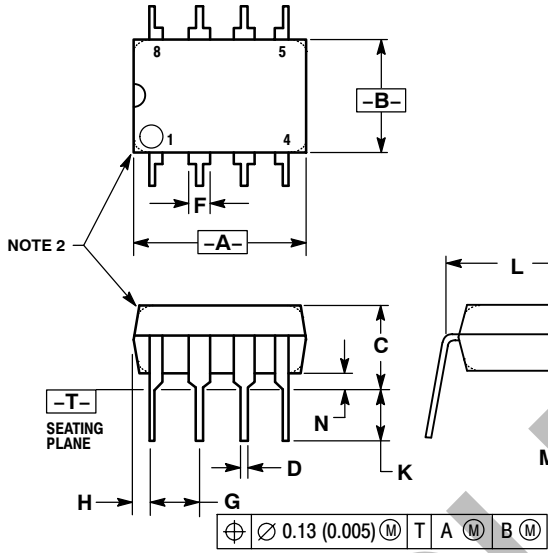 8 5
-B-
1 4
F
NOTE 2
-A-
L
C
-T-
N
SEATING
PLANE
D
K
M
H G
⌖ ∅ 0.13 (0.005) Ⓜ T A Ⓜ B Ⓜ